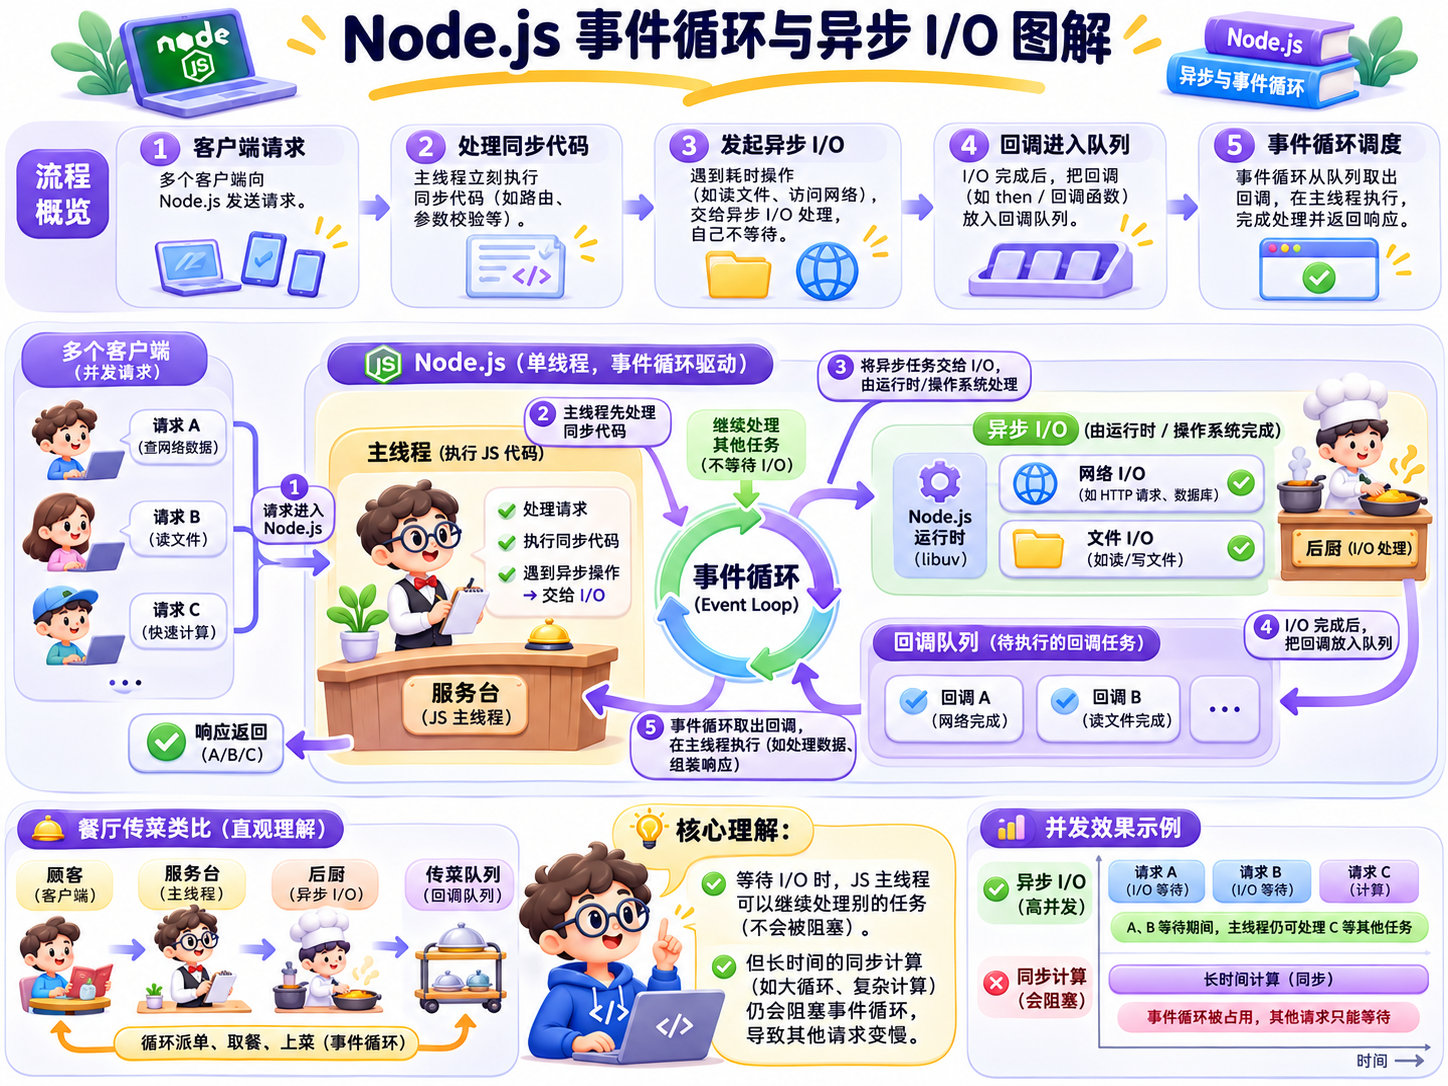 node
JS
Node.js 事件循环与异步 I/O 图解
Node.js
异步与事件循环
流程
概览
1 客户端请求
多个客户端向
Node.js 发送请求。
2 处理同步代码
主线程立刻执行
同步代码（如路由、
参数校验等）。
</>
3 发起异步 I/O
遇到耗时操作
（如读文件、访问网络），
交给异步 I/O 处理，
自己不等待。
4 回调进入队列
I/O 完成后，把回调
（如 then / 回调函数）
放入回调队列。
5 事件循环调度
事件循环从队列取出
回调，在主线程执行，
完成处理并返回响应。
多个客户端
（并发请求）
请求 A
（查网络数据）
请求 B
（读文件）
请求 C
（快速计算）
...
1
请求进入
Node.js
JS Node.js（单线程，事件循环驱动）
主线程（执行 JS 代码）
2 主线程先处理
同步代码
处理请求
执行同步代码
遇到异步操作
→ 交给 I/O
服务台
（JS 主线程）
响应返回
（A/B/C）
继续处理
其他任务
（不等待 I/O）
事件循环
（Event Loop）
3 将异步任务交给 I/O，
由运行时/操作系统处理
异步 I/O（由运行时 / 操作系统完成）
Node.js
运行时
（libuv）
网络 I/O
（如 HTTP 请求、数据库）
文件 I/O
（如读/写文件）
后厨（I/O 处理）
4 I/O 完成后，
把回调放入队列
回调队列（待执行的回调任务）
回调 A
（网络完成）
回调 B
（读文件完成）
...
5 事件循环取出回调，
在主线程执行（如处理数据、
组装响应）
餐厅传菜类比（直观理解）
顾客
（客户端）
服务台
（主线程）
后厨
（异步 I/O）
传菜队列
（回调队列）
循环派单、取餐、上菜（事件循环）
核心理解：
等待 I/O 时，JS 主线程
可以继续处理别的任务
（不会被阻塞）。
但长时间的同步计算
（如大循环、复杂计算）
仍会阻塞事件循环，
导致其他请求变慢。
</>
</>
并发效果示例
异步 I/O
（高并发）
请求 A
（I/O 等待）
请求 B
（I/O 等待）
请求 C
（计算）
A、B 等待期间，主线程仍可处理 C 等其他任务
同步计算
（会阻塞）
长时间计算（同步）
事件循环被占用，其他请求只能等待
时间 →